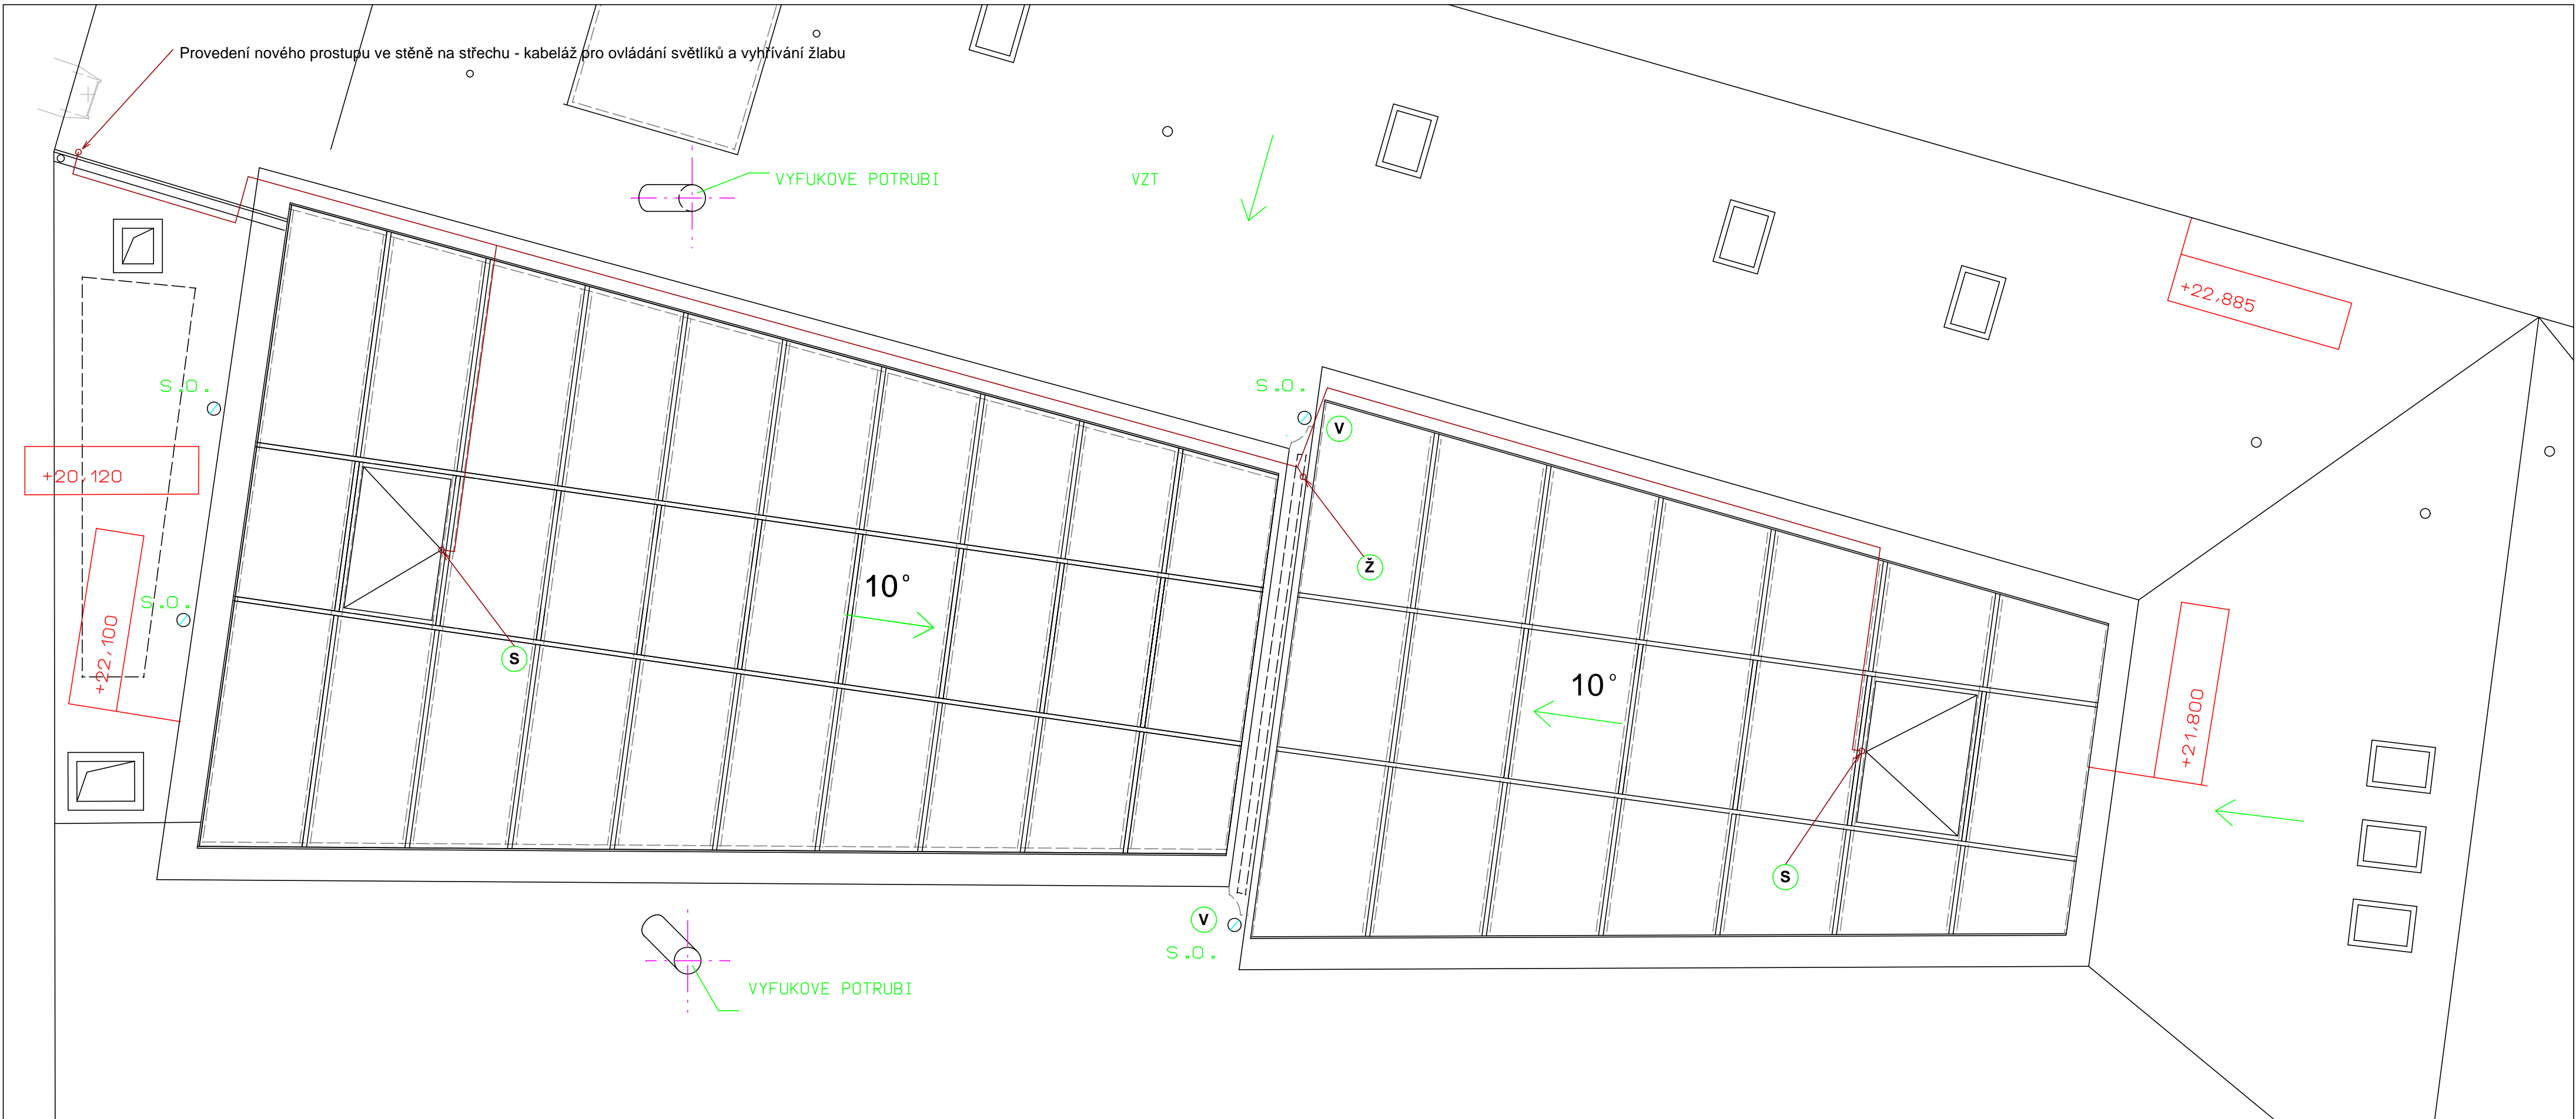 Provedení nového prostupu ve stěně na střechu - kabeláž pro ovládání světlíků a vyhřívání žlabu
VYFUKOVE POTRUBI
VZT
+22,885
S.O.
S.O.
V
+20,120
Ž
10°
S.O.
+22,100
S
10°
+21,800
S
V
S.O.
VYFUKOVE POTRUBI